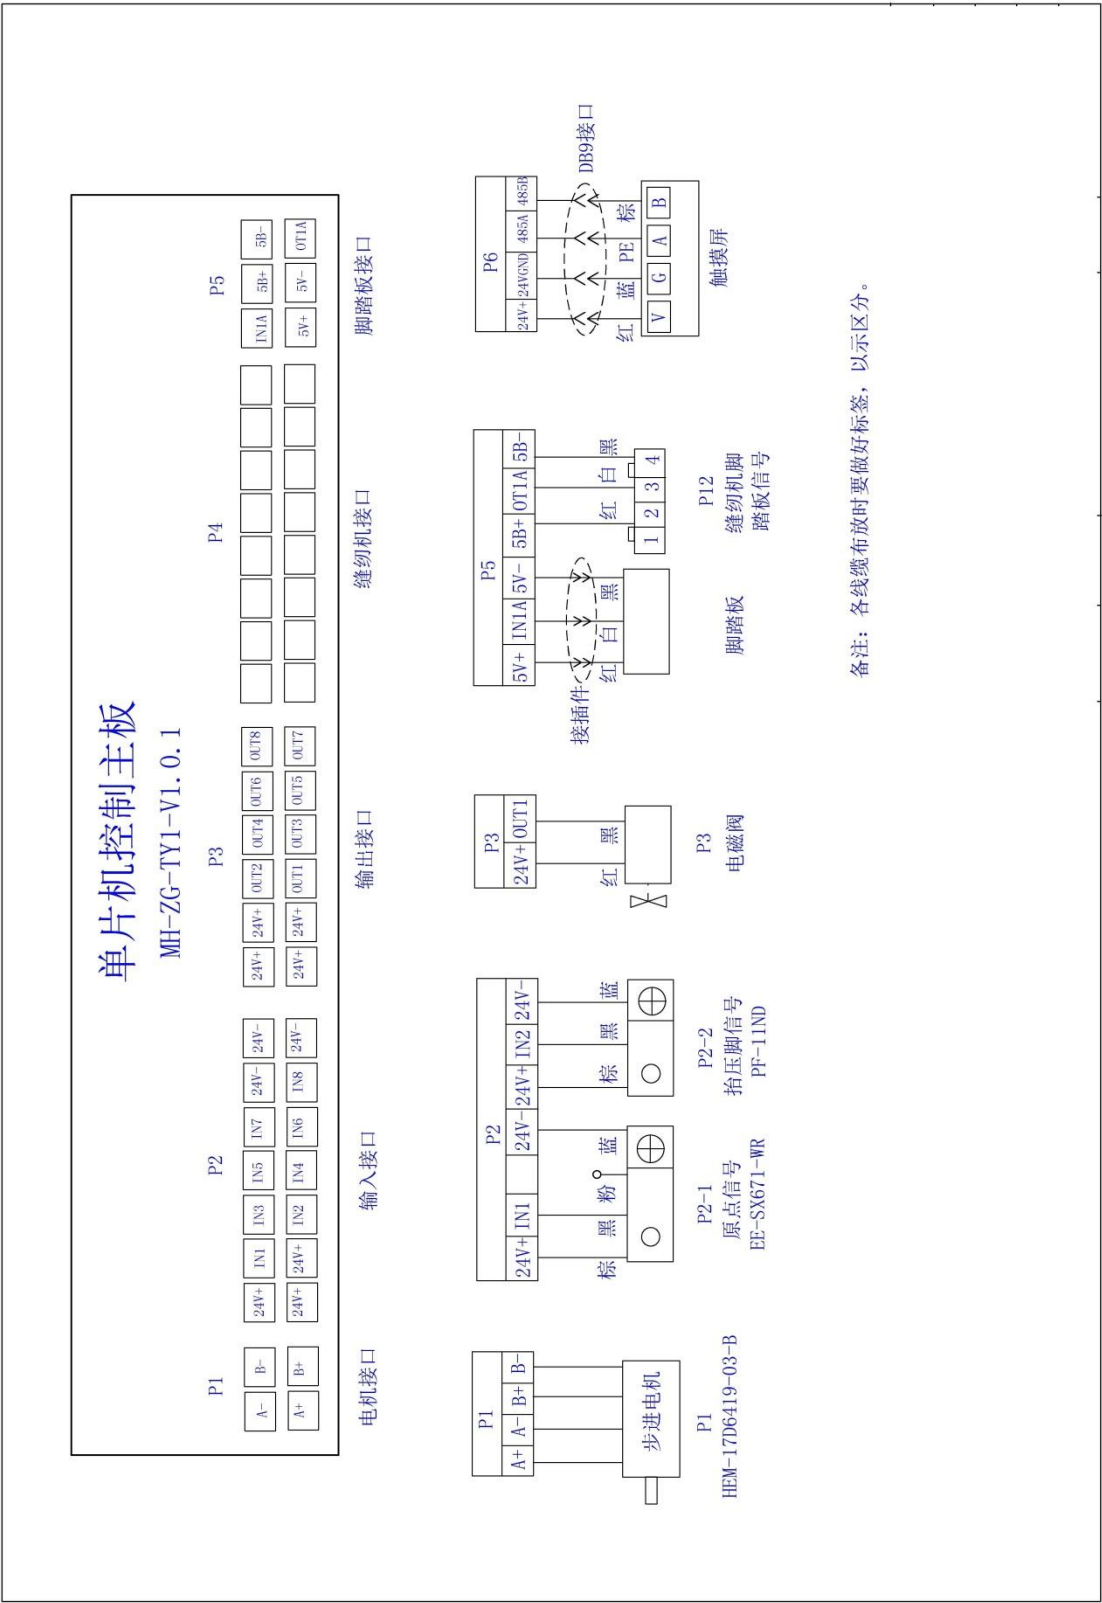 单片机控制主板
MH-ZG-TY1-V1.0.1
P1 P2 P3 P4 P5
A- B- 24V+ IN1 IN3 IN5 IN7 24V- 24V- 24V+ 24V+ OUT2 OUT4 OUT6 OUT8 IN1A 5B+ 5B-
A+ B+ 24V+ 24V+ IN2 IN4 IN6 IN8 24V- 24V+ 24V+ OUT1 OUT3 OUT5 OUT7 5V+ 5V- OT1A
电机接口 输入接口 输出接口 缝纫机接口 脚踏板接口
P1
A+ A- B+ B-
步进电机
P1
HEM-17D6419-03-B
P2
24V+ IN1 24V- 24V+ IN2 24V-
棕 黑 粉 蓝 棕 黑 蓝
P2-1
原点信号
EE-SX671-WR
P2-2
抬压脚信号
PF-11ND
P3
24V+ OUT1
红 黑
P3
电磁阀
P5
5V+ IN1A 5V- 5B+ OT1A 5B-
接插件
红 白 黑 红 白 黑
1 2 3 4
脚踏板
P12
缝纫机脚
踏板信号
P6
24V+ 24VGND 485A 485B
DB9接口
红 蓝 PE 棕
V G A B
触摸屏
备注：各线缆布放时要做好标签，以示区分。